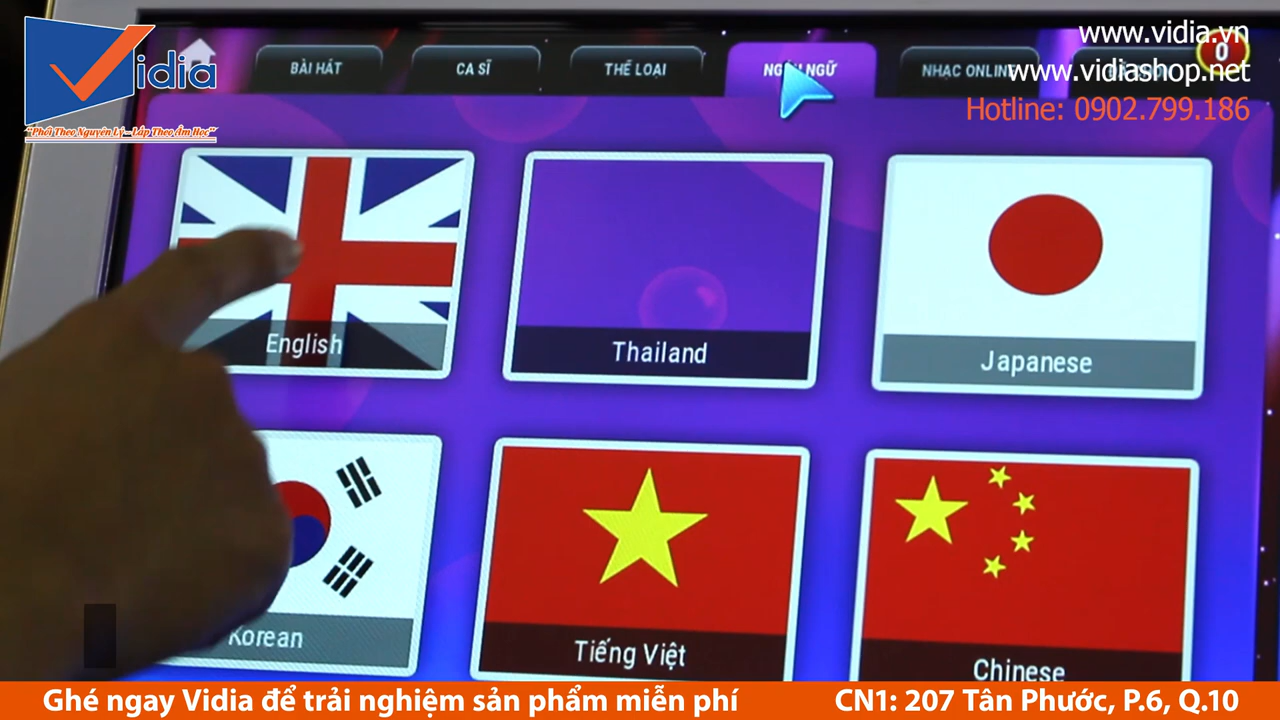 Vidia
"Phối Theo Nguyên Lý - Lắp Theo Âm Học"
www.vidia.vn
www.vidiashop.net
Hotline: 0902.799.186
BÀI HÁT
CA SĨ
THỂ LOẠI
NGÔN NGỮ
NHẠC ONLINE
0
English
Thailand
Japanese
Korean
Tiếng Việt
Chinese
Ghé ngay Vidia để trải nghiệm sản phẩm miễn phí
CN1: 207 Tân Phước, P.6, Q.10